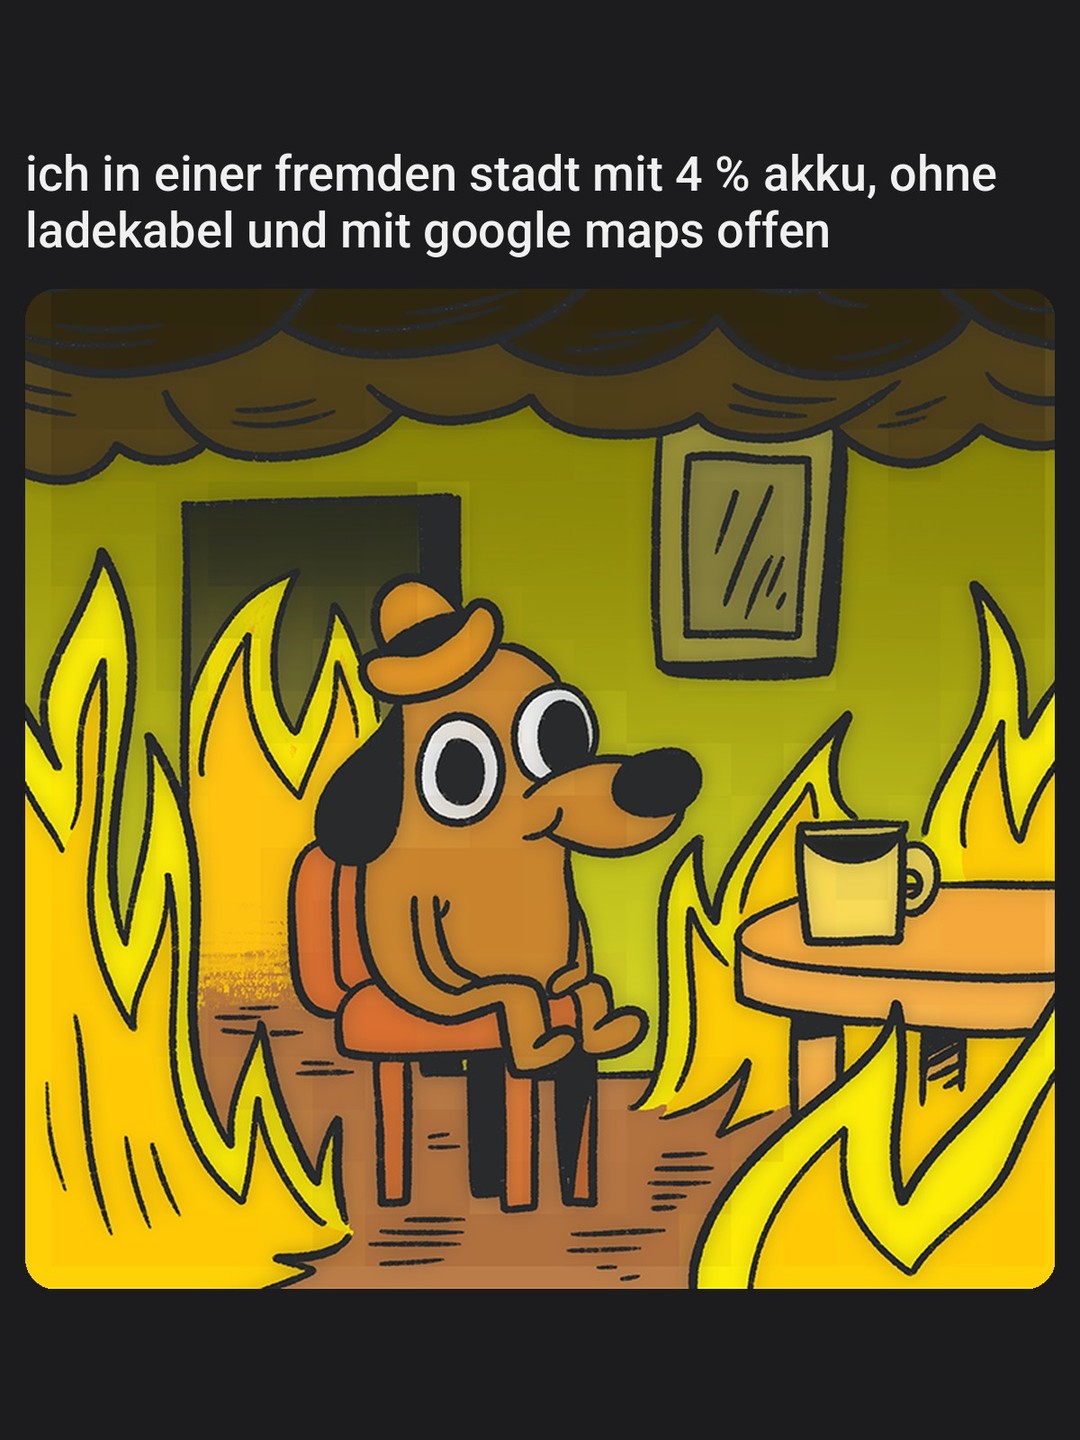 ich in einer fremden stadt mit 4 % akku, ohne
ladekabel und mit google maps offen